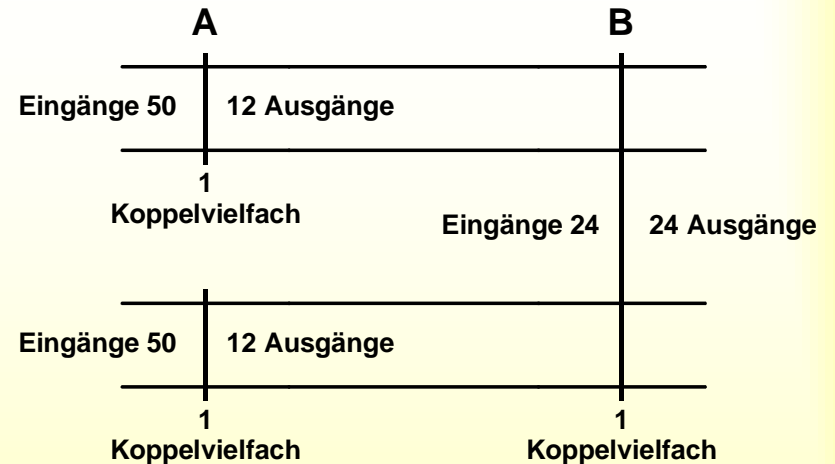 A B
Eingänge 50 12 Ausgänge
1
Koppelvielfach
Eingänge 24 24 Ausgänge
Eingänge 50 12 Ausgänge
1 1
Koppelvielfach Koppelvielfach